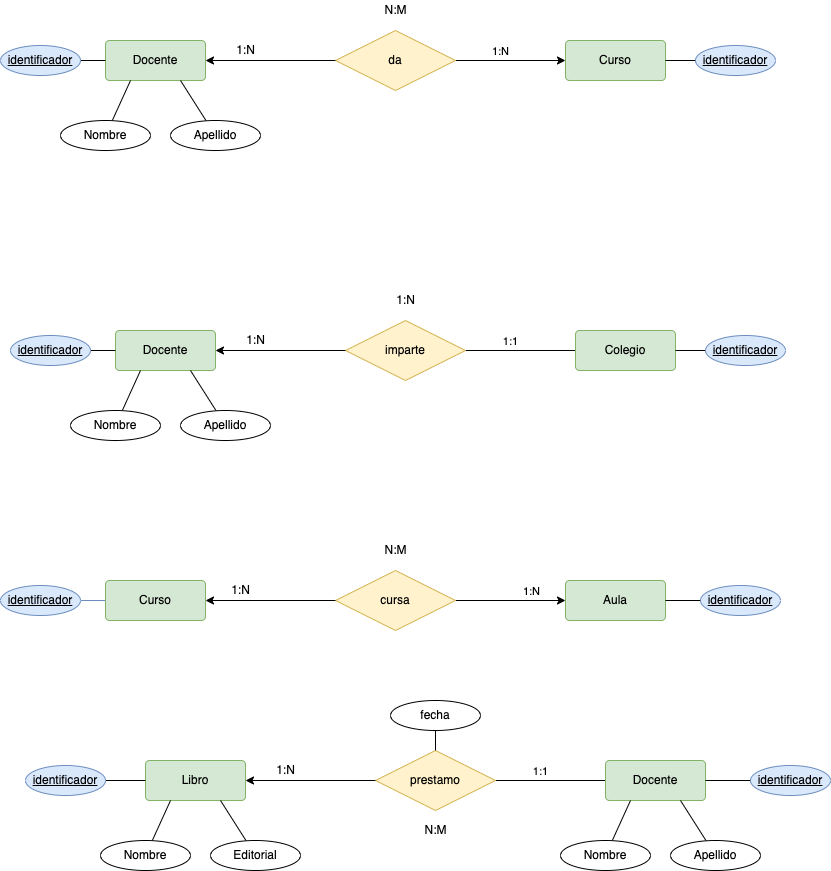 N:M
identificador
Docente
1:N
da
1:N
Curso
identificador
Nombre
Apellido
1:N
identificador
Docente
1:N
imparte
1:1
Colegio
identificador
Nombre
Apellido
N:M
identificador
Curso
1:N
cursa
1:N
Aula
identificador
fecha
identificador
Libro
1:N
prestamo
1:1
Docente
identificador
N:M
Nombre
Editorial
Nombre
Apellido